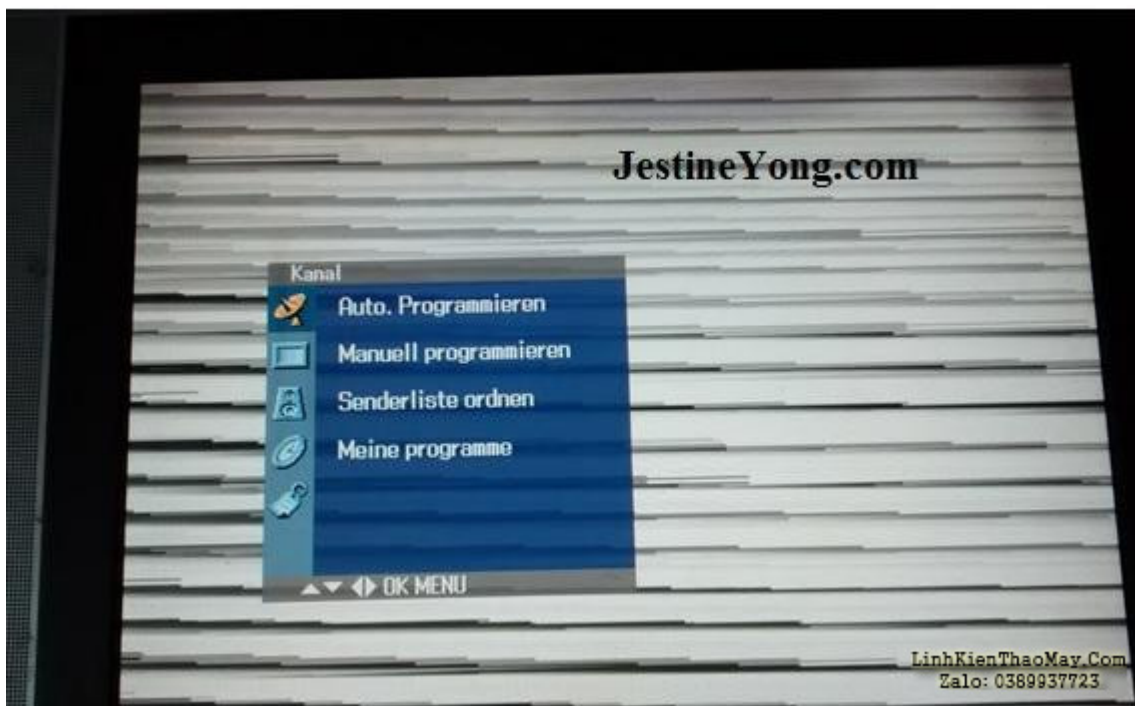 JestineYong.com
Kanal
Auto. Programmieren
Manuell programmieren
Senderliste ordnen
Meine programme
OK MENU
LinhKienThaoMay.Com
Zalo: 0389937723